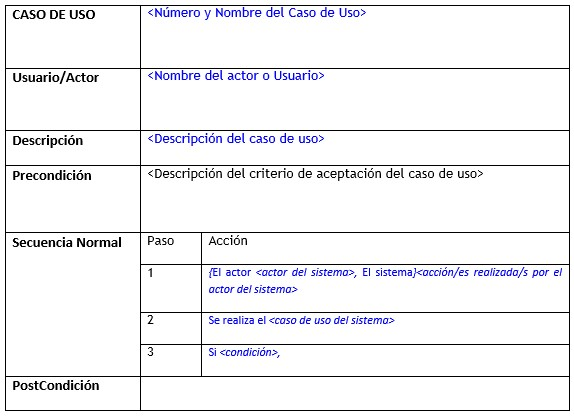 CASO DE USO <Número y Nombre del Caso de Uso>
Usuario/Actor <Nombre del actor o Usuario>
Descripción <Descripción del caso de uso>
Precondición <Descripción del criterio de aceptación del caso de uso>
Secuencia Normal Paso Acción
1 {El actor <actor del sistema>, El sistema}<acción/es realizada/s por el
actor del sistema>
2 Se realiza el <caso de uso del sistema>
3 Si <condición>,
PostCondición